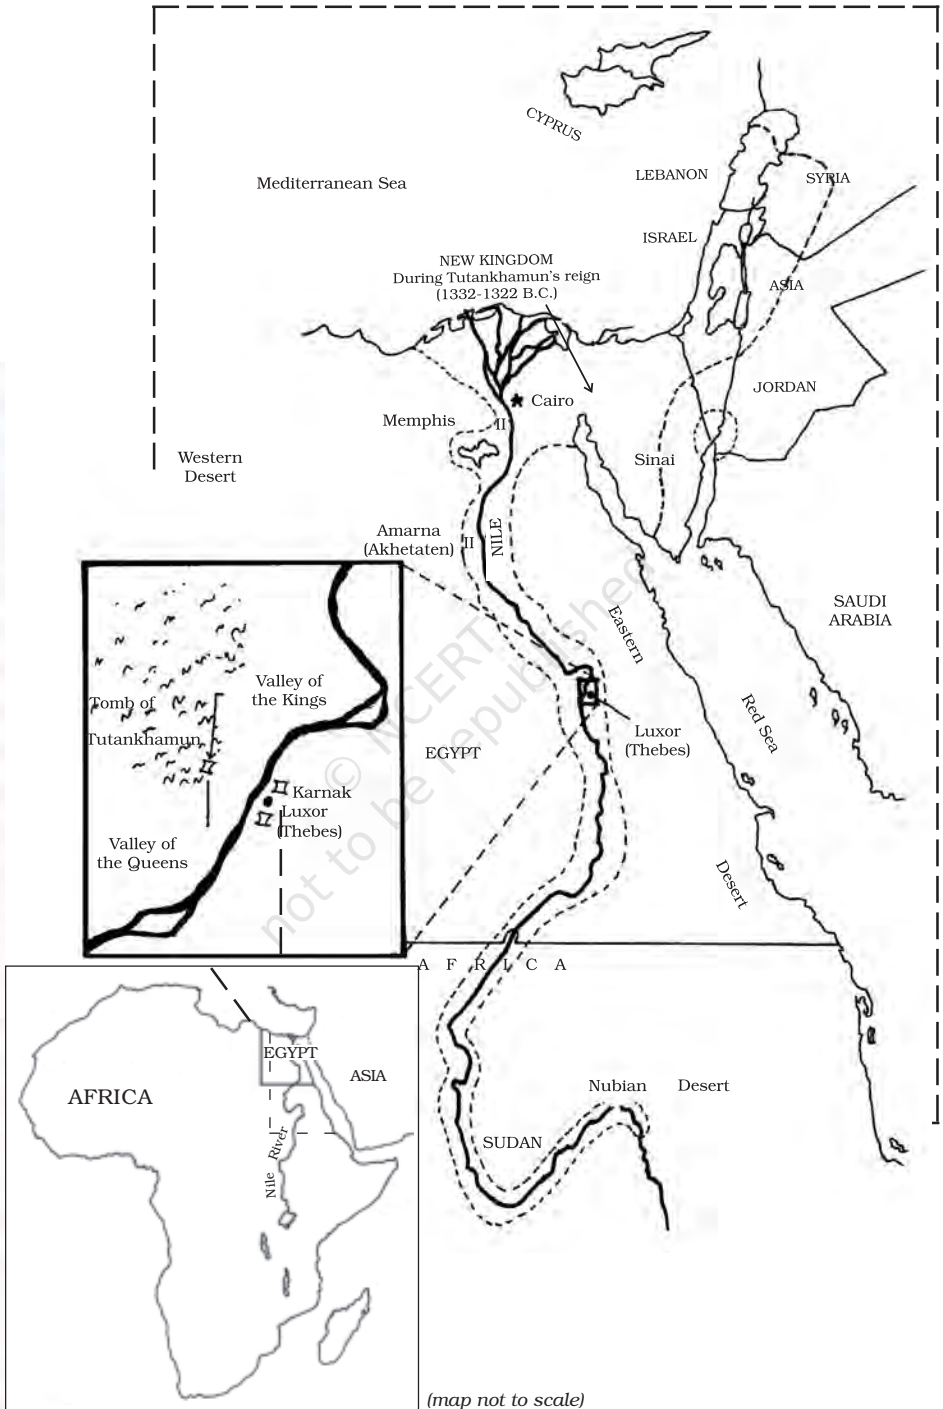 CYPRUS
Mediterranean Sea
LEBANON
SYRIA
ISRAEL
NEW KINGDOM
During Tutankhamun's reign
(1332-1322 B.C.)
ASIA
JORDAN
Cairo
Memphis
II
Western
Desert
Sinai
Amarna
(Akhetaten)
II
NILE
SAUDI
ARABIA
Eastern
Red Sea
Luxor
(Thebes)
EGYPT
Desert
Valley of
the Kings
Tomb of
Tutankhamun
Karnak
Luxor
(Thebes)
Valley of
the Queens
AFRICA
Nubian Desert
SUDAN
EGYPT
ASIA
AFRICA
Nile River
(map not to scale)
© NCERT
not to be republished